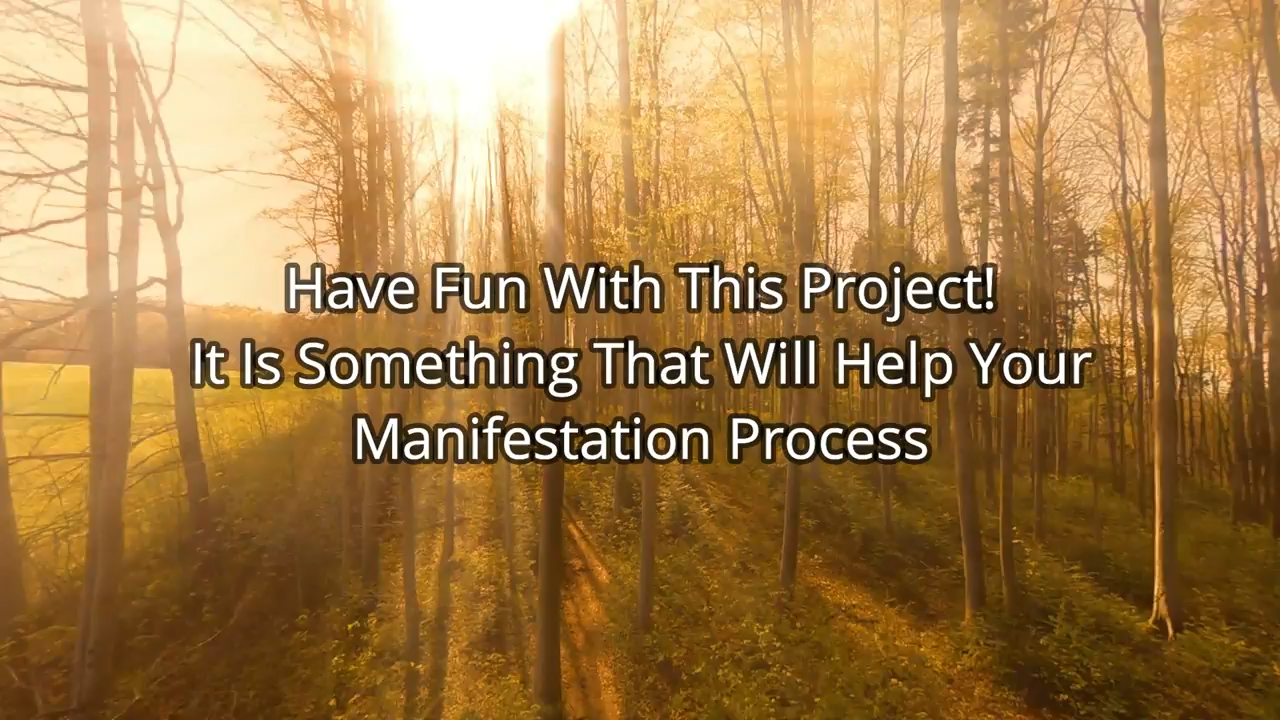 Have Fun With This Project!
It Is Something That Will Help Your
Manifestation Process